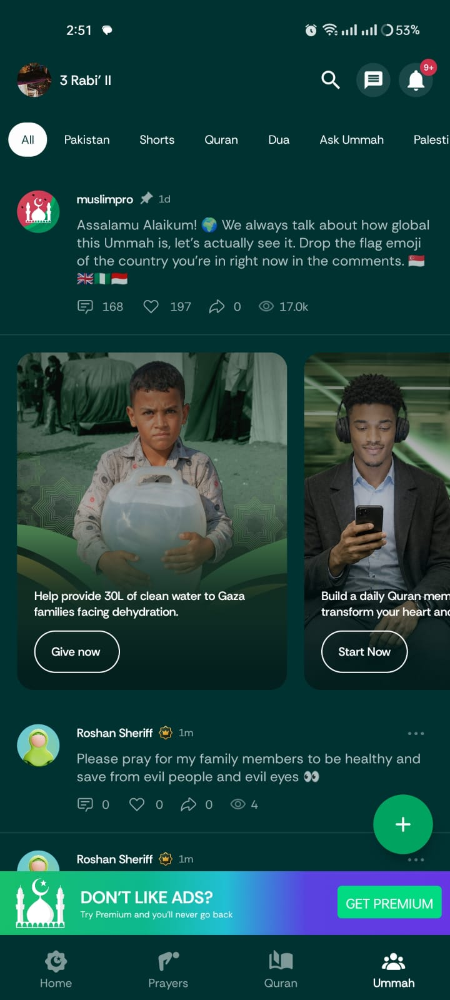 2:51 53%
3 Rabi’ II 9+
All Pakistan Shorts Quran Dua Ask Ummah Palesti
muslimpro 1d
Assalamu Alaikum! 🌍 We always talk about how global
this Ummah is, let’s actually see it. Drop the flag emoji
of the country you’re in right now in the comments. 🇸🇬
🇬🇧🇳🇬🇮🇩
168 197 0 17.0k
Help provide 30L of clean water to Gaza
families facing dehydration.
Give now
Build a daily Quran mem
transform your heart and
Start Now
Roshan Sheriff 1m
Please pray for my family members to be healthy and
save from evil people and evil eyes 👀
0 0 0 4
Roshan Sheriff 1m
DON’T LIKE ADS?
Try Premium and you’ll never go back
GET PREMIUM
Home Prayers Quran Ummah